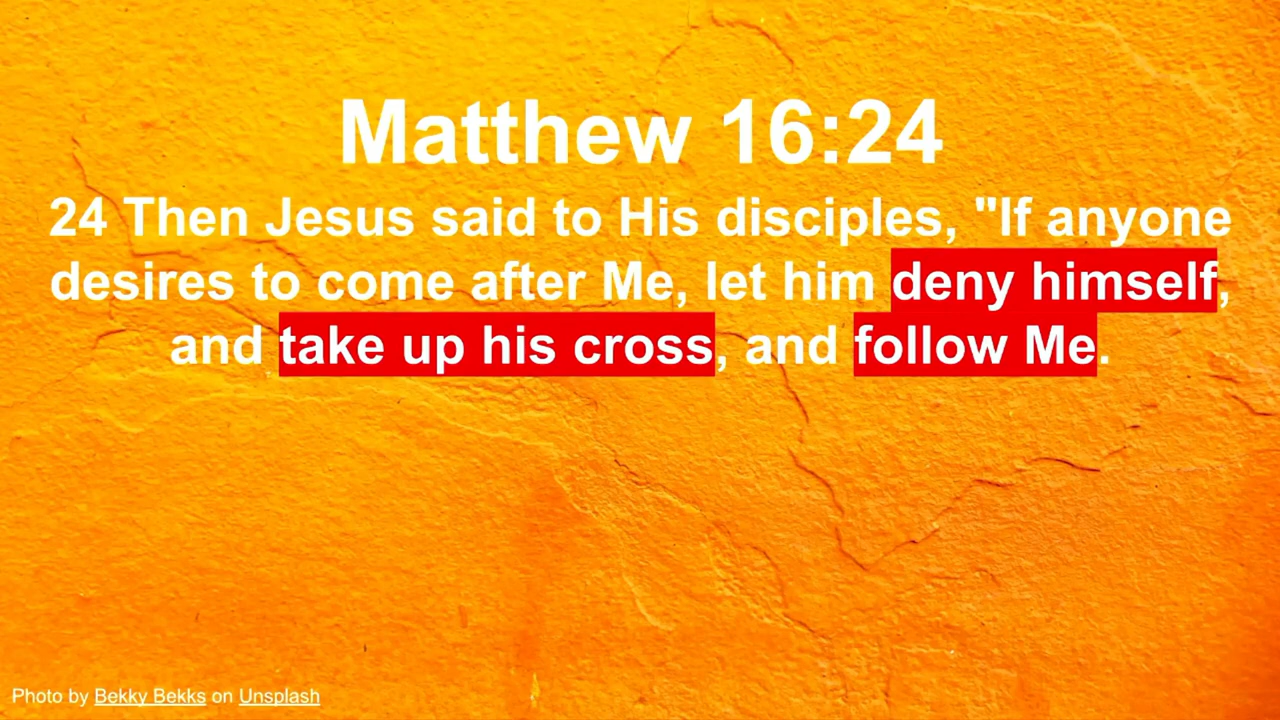 Matthew 16:24
24 Then Jesus said to His disciples, "If anyone
desires to come after Me, let him deny himself,
and take up his cross, and follow Me.
Photo by Bekky Bekks on Unsplash